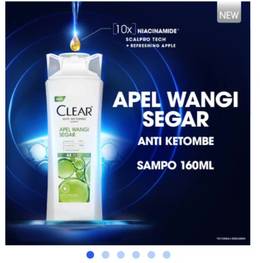 NEW
10x NIACINAMIDE*
SCALPRO TECH
+ REFRESHING APPLE
APEL WANGI
SEGAR
ANTI KETOMBE
SAMPO 160ML
CLEAR
APEL WANGI
SEGAR